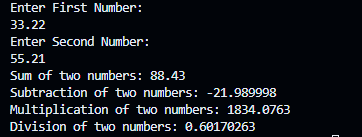 Enter First Number:
33.22
Enter Second Number:
55.21
Sum of two numbers: 88.43
Subtraction of two numbers: -21.989998
Multiplication of two numbers: 1834.0763
Division of two numbers: 0.60170263